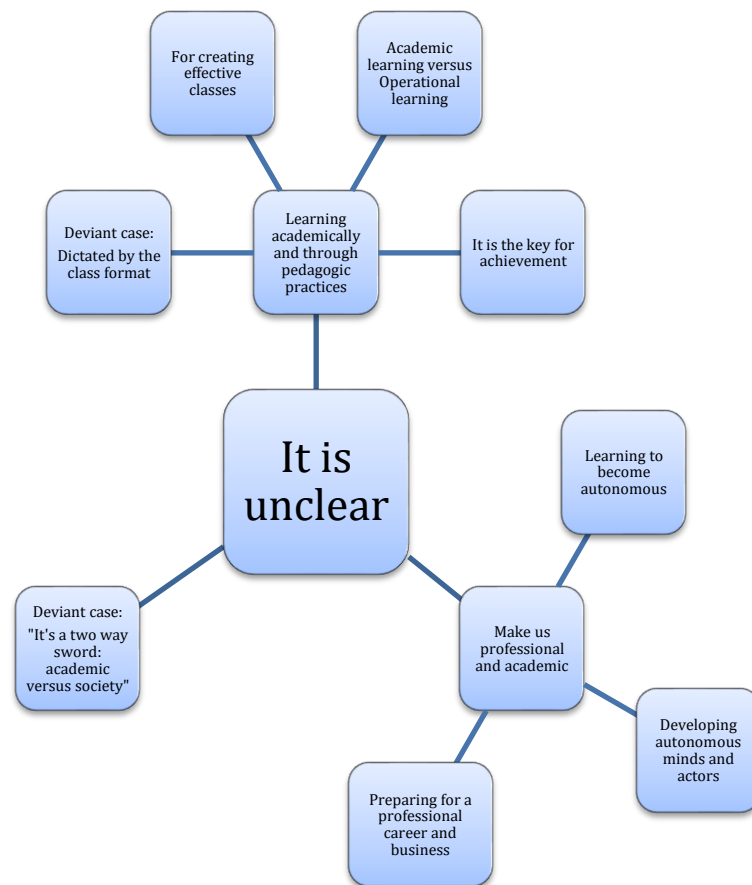 For creating
effective
classes
Academic
learning versus
Operational
learning
Deviant case:
Dictated by the
class format
Learning
academically
and through
pedagogic
practices
It is the key for
achievement
It is
unclear
Learning to
become
autonomous
Deviant case:
"It's a two way
sword:
academic
versus society"
Make us
professional
and academic
Developing
autonomous
minds and
actors
Preparing for a
professional
career and
business